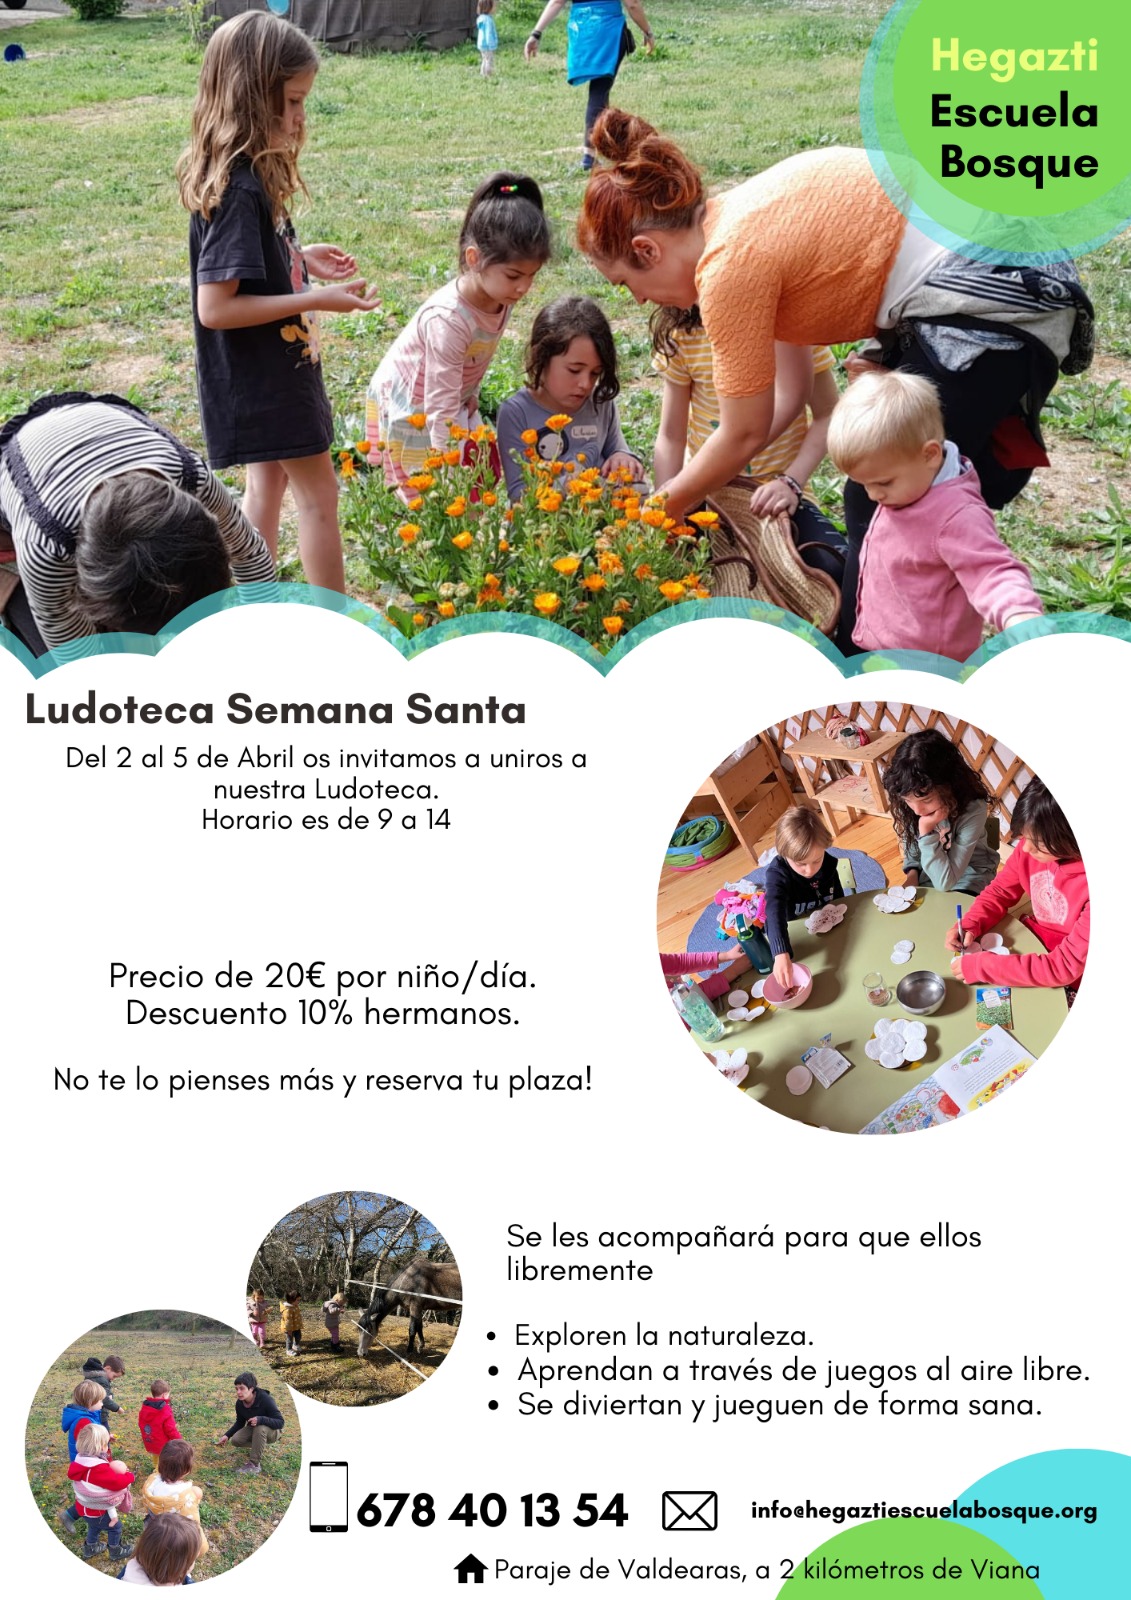 Hegazti
Escuela
Bosque
Ludoteca Semana Santa
Del 2 al 5 de Abril os invitamos a uniros a
nuestra Ludoteca.
Horario es de 9 a 14
Precio de 20€ por niño/día.
Descuento 10% hermanos.
No te lo pienses más y reserva tu plaza!
Se les acompañará para que ellos
libremente
• Exploren la naturaleza.
• Aprendan a través de juegos al aire libre.
• Se diviertan y jueguen de forma sana.
678 40 13 54
info@hegaztiescuelabosque.org
Paraje de Valdearas, a 2 kilómetros de Viana